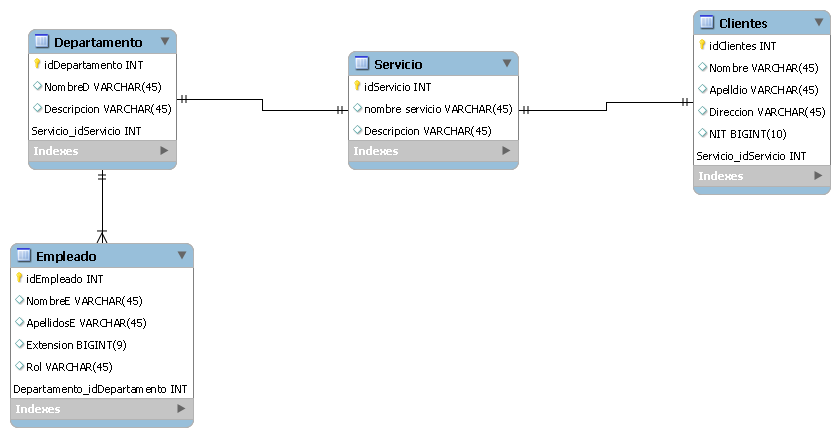 Departamento
idDepartamento INT
NombreD VARCHAR(45)
Descripcion VARCHAR(45)
Servicio_idServicio INT
Indexes
Servicio
idServicio INT
nombre servicio VARCHAR(45)
Descripcion VARCHAR(45)
Indexes
Clientes
idClientes INT
Nombre VARCHAR(45)
Apelldio VARCHAR(45)
Direccion VARCHAR(45)
NIT BIGINT(10)
Servicio_idServicio INT
Indexes
Empleado
idEmpleado INT
NombreE VARCHAR(45)
ApellidosE VARCHAR(45)
Extension BIGINT(9)
Rol VARCHAR(45)
Departamento_idDepartamento INT
Indexes